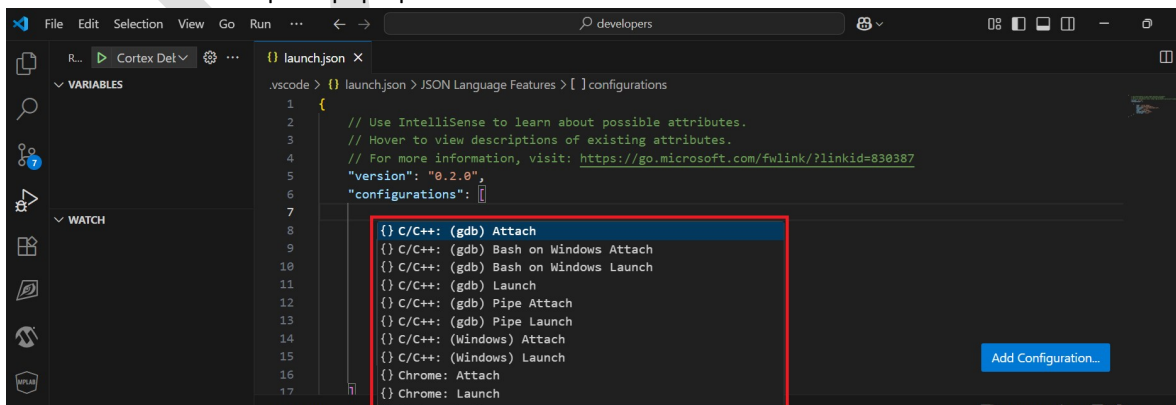 File Edit Selection View Go Run ··· ← → developers
R... Cortex Det ···
{} launch.json ×
VARIABLES
.vscode > {} launch.json > JSON Language Features > [ ] configurations
1 {
2 // Use IntelliSense to learn about possible attributes.
3 // Hover to view descriptions of existing attributes.
4 // For more information, visit: https://go.microsoft.com/fwlink/?linkid=830387
5 "version": "0.2.0",
6 "configurations": [
7
WATCH
8 {} C/C++: (gdb) Attach
9 {} C/C++: (gdb) Bash on Windows Attach
10 {} C/C++: (gdb) Bash on Windows Launch
11 {} C/C++: (gdb) Launch
12 {} C/C++: (gdb) Pipe Attach
13 {} C/C++: (gdb) Pipe Launch
14 {} C/C++: (Windows) Attach
15 {} C/C++: (Windows) Launch
16 {} Chrome: Attach
17 ] {} Chrome: Launch
Add Configuration...
7
MPLAB